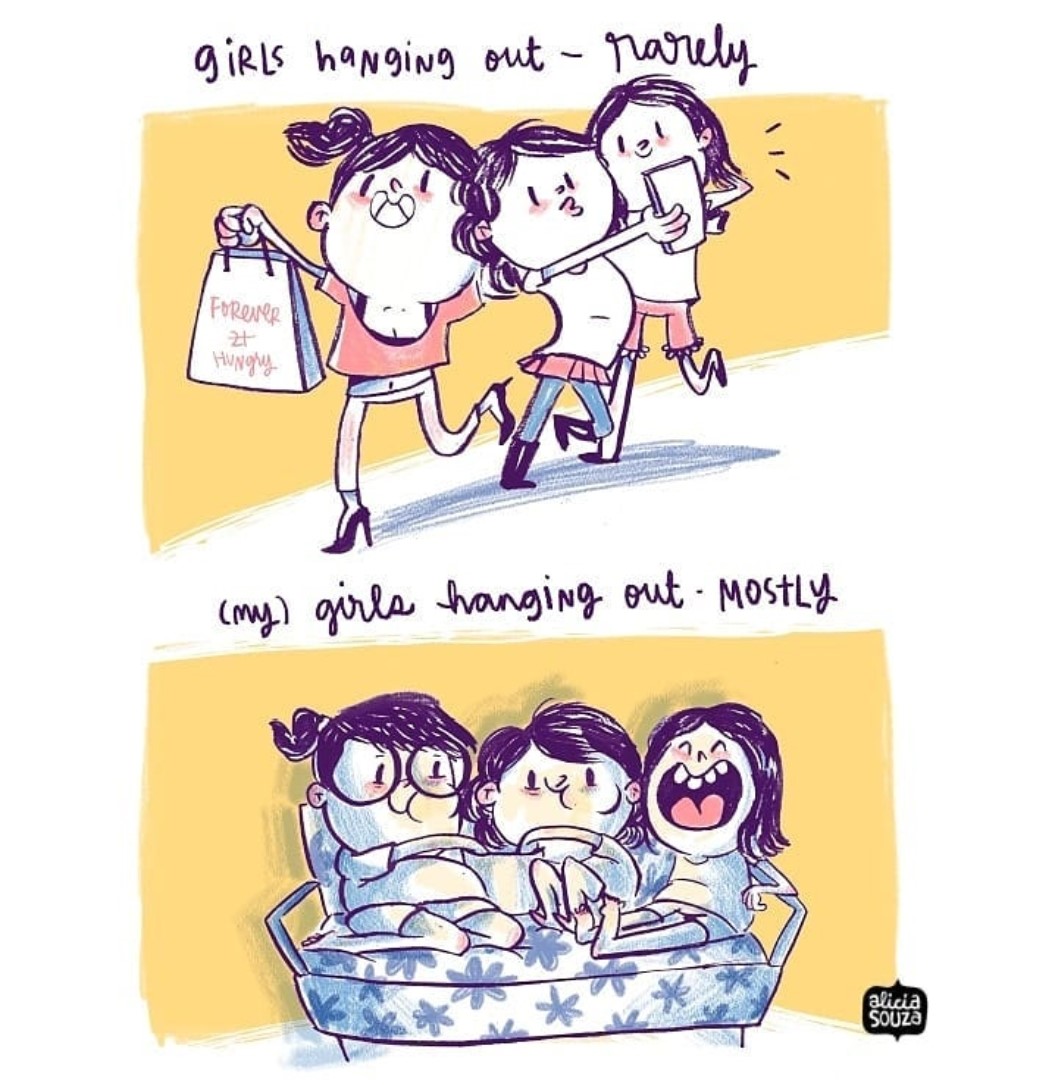 giRLs hanging out - Rarely
Forever
21
Hungry
(my) girls hanging out - MOSTLY
alicia
SOUZA